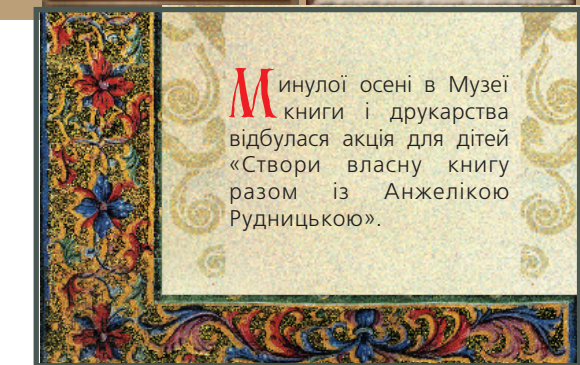 Минулої осені в Музеї
книги і друкарства
відбулася акція для дітей
«Створи власну книгу
разом із Анжелікою
Рудницькою».